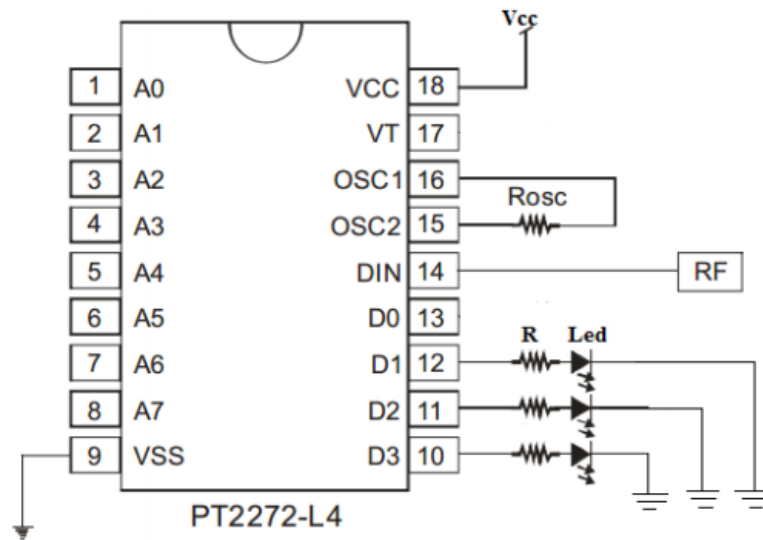 Vcc
1 A0 VCC 18
2 A1 VT 17
3 A2 OSC1 16
Rosc
4 A3 OSC2 15
5 A4 DIN 14 RF
6 A5 D0 13
R Led
7 A6 D1 12
8 A7 D2 11
9 VSS D3 10
PT2272-L4